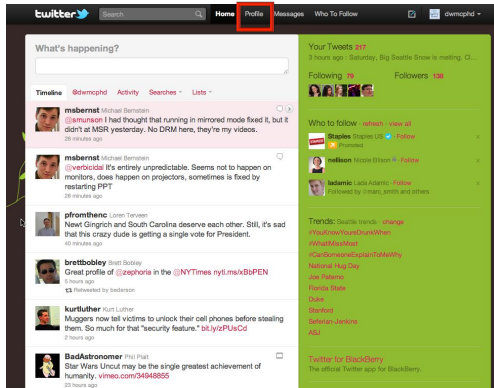 twitter
Search
Home
Profile
Messages
Who To Follow
dwmcphd
What's happening?
Timeline @dwmcphd Activity Searches Lists
msbernst Michael Bernstein
@smunson I had thought that running in mirrored mode fixed it, but it
didn't at MSR yesterday. No DRM here, they're my videos.
28 minutes ago
msbernst Michael Bernstein
@verbicidal It's entirely unpredictable. Seems not to happen on
monitors, does happen on projectors, sometimes is fixed by
restarting PPT
28 minutes ago
pfromthenc Loren Terveen
Newt Gingrich and South Carolina deserve each other. Still, it's sad
that this crazy dude is getting a single vote for President.
40 minutes ago
brettbobley Brett Bobley
Great profile of @zephoria in the @NYTimes nyti.ms/xBbPEN
6 hours ago
Retweeted by bederson
kurtluther Kurt Luther
Muggers now tell victims to unlock their cell phones before stealing
them. So much for that "security feature." bit.ly/zPUsCd
2 hours ago
BadAstronomer Phil Plait
Star Wars Uncut may be the single greatest achievement of
humanity. vimeo.com/34948855
23 hours ago
Your Tweets 217
3 hours ago : Saturday, Big Seattle Snow is melting. Cl...
Following 79 Followers 138
Who to follow · refresh · view all
Staples Staples US · Follow
Promoted
×
nellison Nicole Ellison · Follow
×
ladamic Lada Adamic · Follow
Followed by @marc_smith and others
×
Trends: Seattle trends · change
#YouKnowYoureDrunkWhen
#WhatIMissMost
#CanSomeoneExplainToMeWhy
National Hug Day
Joe Paterno
Florida State
Duke
Stanford
Seferian-Jenkins
ASJ
Twitter for BlackBerry
The official Twitter app for BlackBerry.